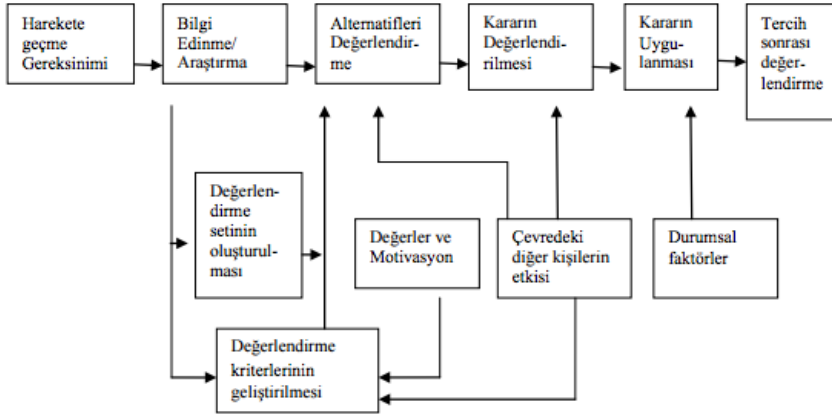 Harekete
geçme
Gereksinimi
Bilgi
Edinme/
Araştırma
Alternatifleri
Değerlendir-
me
Kararın
Değerlendi-
rilmesi
Kararın
Uygu-
lanması
Tercih
sonrası
değer-
lendirme
Değerlen-
dirme
setinin
oluşturul-
ması
Değerler ve
Motivasyon
Çevredeki
diğer kişilerin
etkisi
Durumsal
faktörler
Değerlendirme
kriterlerinin
geliştirilmesi